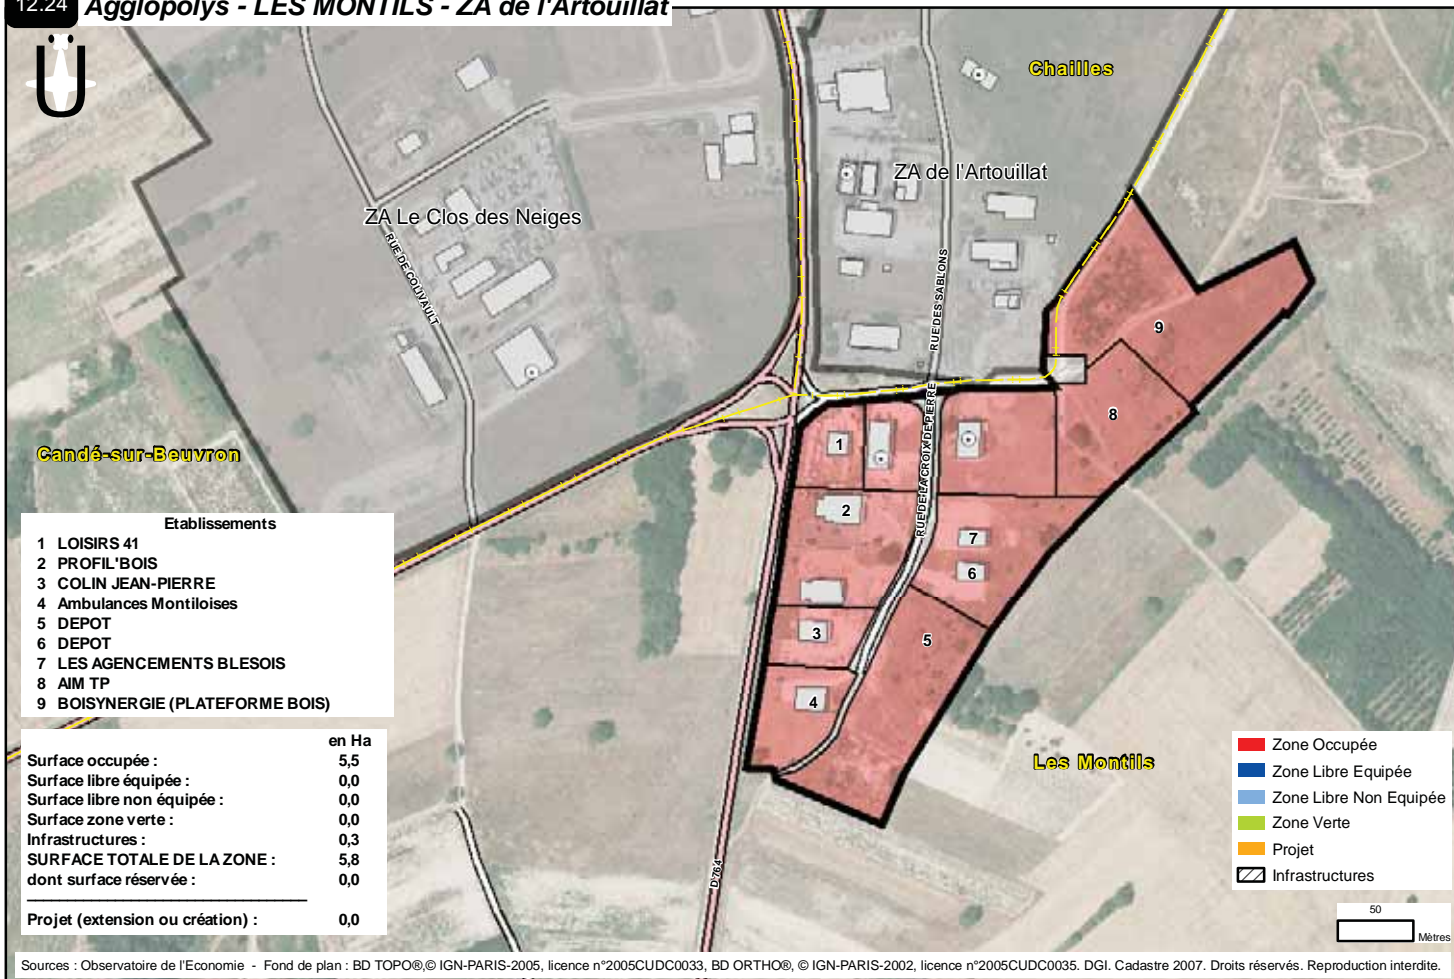 12.24 Agglopolys - LES MONTILS - ZA de l'Artouillat
Ü
Chailles
ZA de l'Artouillat
ZA Le Clos des Neiges
RUE DE COLIVAULT
RUE DES SABLONS
RUE DE LA CROIX DE PIERRE
Candé-sur-Beuvron
Les Montils
D764
1
2
3
4
5
6
7
8
9
Etablissements
1 LOISIRS 41
2 PROFIL'BOIS
3 COLIN JEAN-PIERRE
4 Ambulances Montiloises
5 DEPOT
6 DEPOT
7 LES AGENCEMENTS BLESOIS
8 AIM TP
9 BOISYNERGIE (PLATEFORME BOIS)
en Ha
Surface occupée : 5,5
Surface libre équipée : 0,0
Surface libre non équipée : 0,0
Surface zone verte : 0,0
Infrastructures : 0,3
SURFACE TOTALE DE LA ZONE : 5,8
dont surface réservée : 0,0
Projet (extension ou création) : 0,0
Zone Occupée
Zone Libre Equipée
Zone Libre Non Equipée
Zone Verte
Projet
Infrastructures
50
Mètres
Sources : Observatoire de l'Economie - Fond de plan : BD TOPO®,© IGN-PARIS-2005, licence n°2005CUDC0033, BD ORTHO®, © IGN-PARIS-2002, licence n°2005CUDC0035. DGI. Cadastre 2007. Droits réservés. Reproduction interdite.